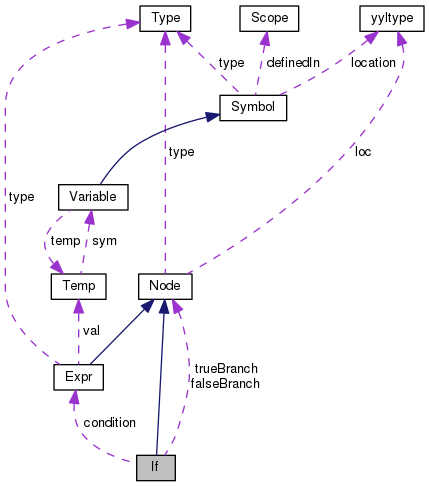 Type
Scope
yyltype
type
definedIn
location
Symbol
type
loc
type
Variable
temp
sym
Temp
Node
val
trueBranch
falseBranch
Expr
condition
If